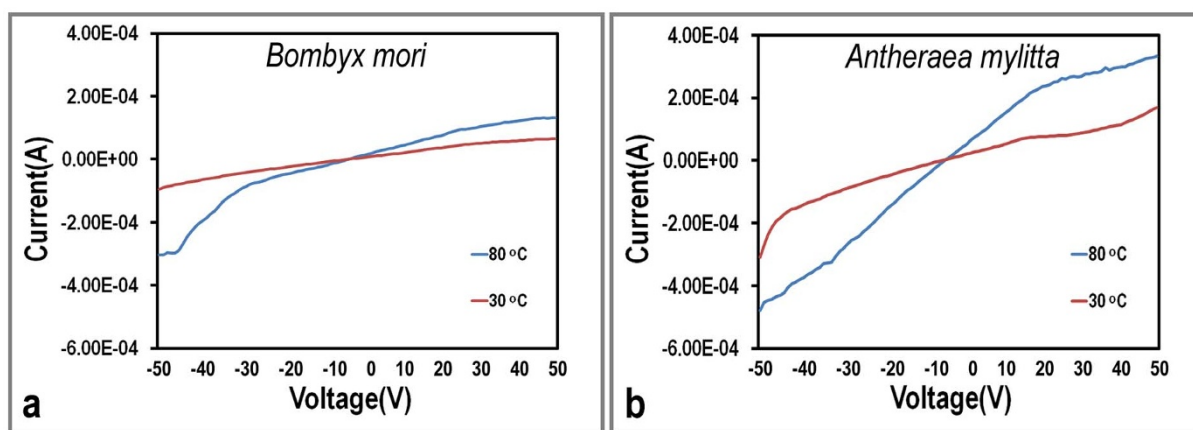 Bombyx mori
4.00E-04
2.00E-04
0.00E+00
-2.00E-04
-4.00E-04
-6.00E-04
Current(A)
80 °C
30 °C
-50 -40 -30 -20 -10 0 10 20 30 40 50
Voltage(V)
a
Antheraea mylitta
4.00E-04
2.00E-04
0.00E+00
-2.00E-04
-4.00E-04
-6.00E-04
Current(A)
80 °C
30 °C
-50 -40 -30 -20 -10 0 10 20 30 40 50
Voltage(V)
b